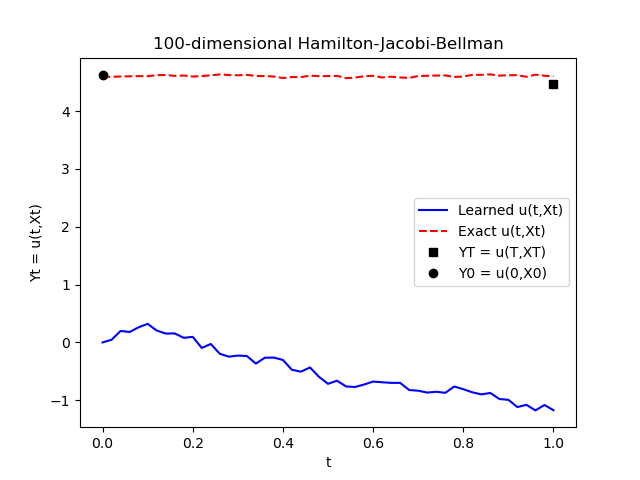 100-dimensional Hamilton-Jacobi-Bellman
Yt = u(t,Xt)
4
3
2
1
0
−1
Learned u(t,Xt)
Exact u(t,Xt)
YT = u(T,XT)
Y0 = u(0,X0)
0.0 0.2 0.4 0.6 0.8 1.0
t